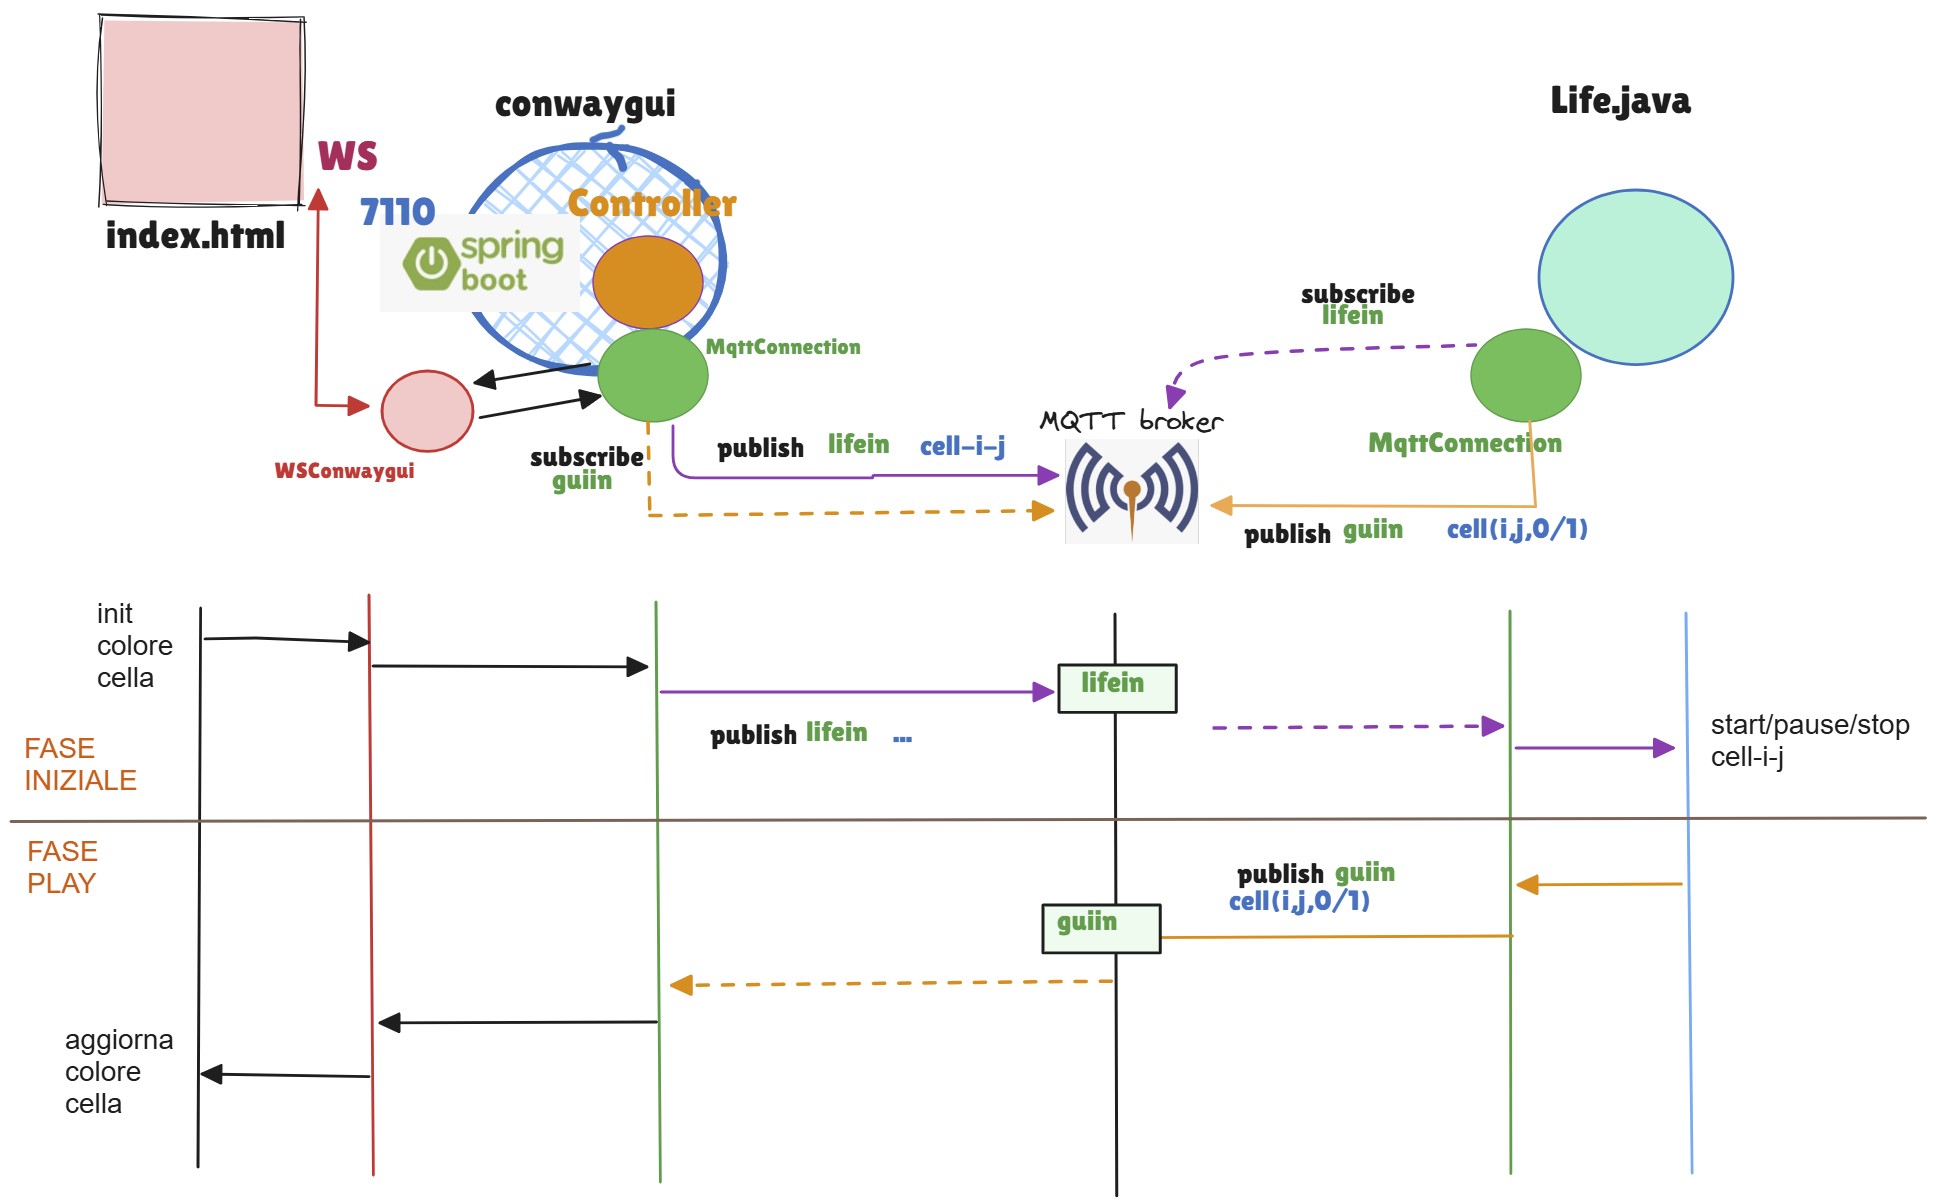 conwaygui
Life.java
WS
7110
Controller
index.html
spring
boot
subscribe
lifein
MqttConnection
MQTT broker
publish lifein cell-i-j
MqttConnection
subscribe
guiin
WSConwaygui
publish guiin cell(i,j,0/1)
init
colore
cella
lifein
publish lifein ...
start/pause/stop
cell-i-j
FASE
INIZIALE
FASE
PLAY
publish guiin
cell(i,j,0/1)
guiin
aggiorna
colore
cella